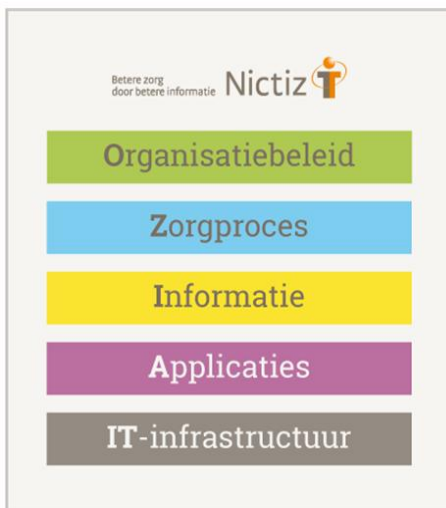 Betere zorg
door betere informatie Nictiz
Organisatiebeleid
Zorgproces
Informatie
Applicaties
IT-infrastructuur